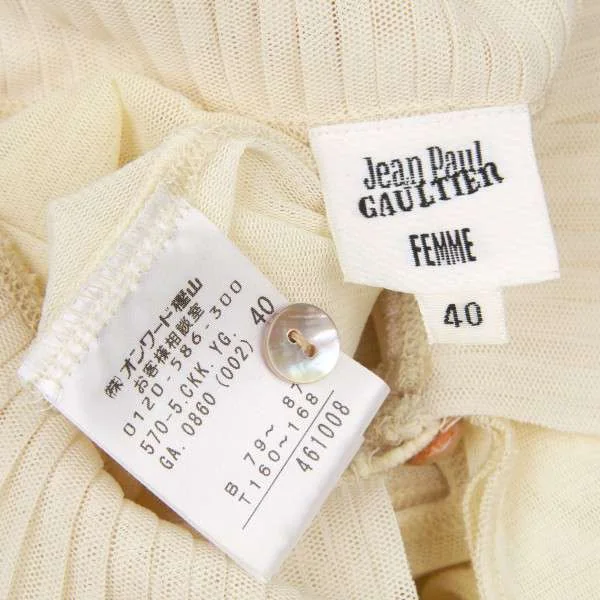 Jean Paul
GAULTIER
FEMME
40
(株)オンワード樫山
お客様相談室
0120-586-300
570-5.CKK. YG.
GA. 0860 (002) 40
B 79~ 87
T160~168
461008